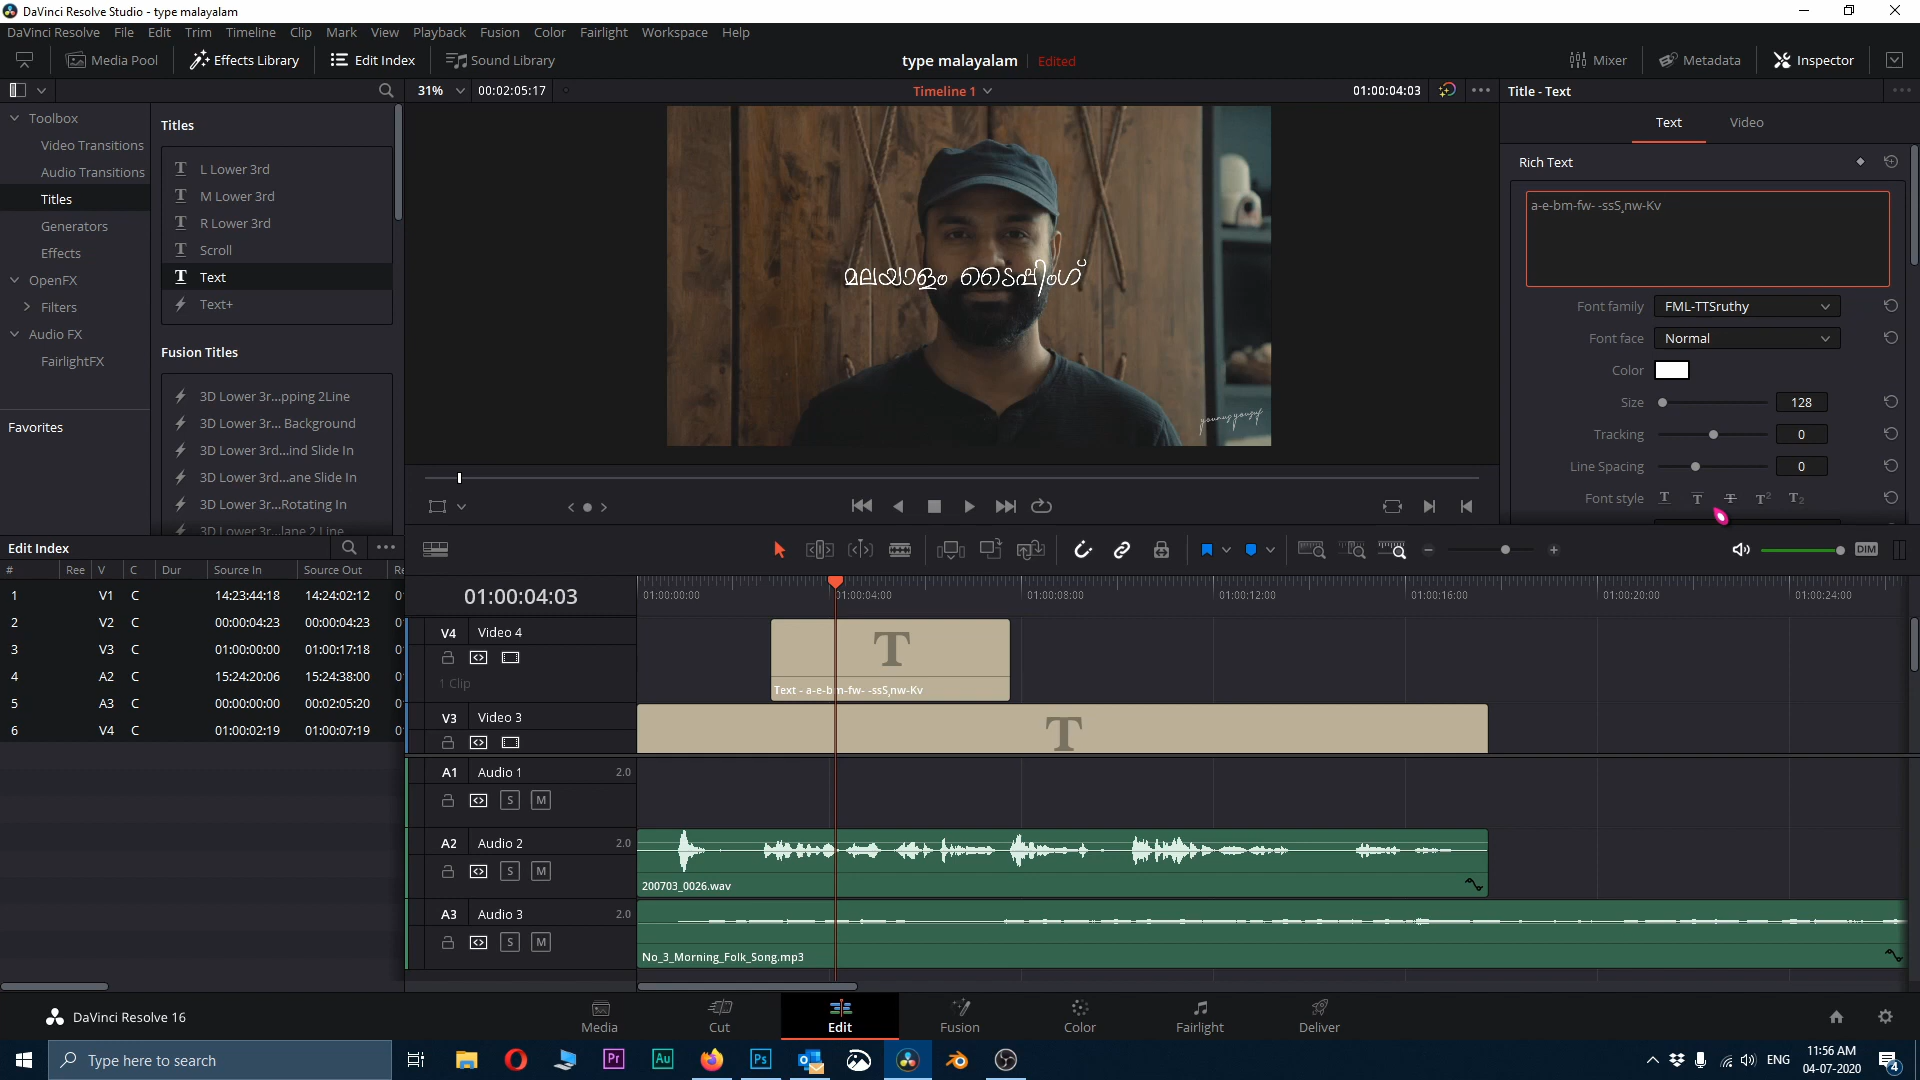 DaVinci Resolve Studio - type malayalam
DaVinci Resolve File Edit Trim Timeline Clip Mark View Playback Fusion Color Fairlight Workspace Help
Media Pool Effects Library Edit Index Sound Library type malayalam Edited Mixer Metadata Inspector
31% 00:02:05:17 Timeline 1 01:00:04:03 Title - Text
Toolbox
Video Transitions
Audio Transitions
Titles
Generators
Effects
OpenFX
Filters
Audio FX
FairlightFX
Favorites
Titles
L Lower 3rd
M Lower 3rd
R Lower 3rd
Scroll
Text
Text+
Fusion Titles
3D Lower 3r...pping 2Line
3D Lower 3r... Background
3D Lower 3rd...ind Slide In
3D Lower 3rd...ane Slide In
3D Lower 3r...Rotating In
3D Lower 3r...lane 2 Line
മലയാളം ടൈപ്പിംഗ്
Text Video
Rich Text
a-e-bm-fw- -ssS¸nw-Kv
Font family FML-TTSruthy
Font face Normal
Color
Size 128
Tracking 0
Line Spacing 0
Font style
Edit Index
# Ree V C Dur Source In Source Out
1 V1 C 14:23:44:18 14:24:02:12
2 V2 C 00:00:04:23 00:00:04:23
3 V3 C 01:00:00:00 01:00:17:18
4 A2 C 15:24:20:06 15:24:38:00
5 A3 C 00:00:00:00 00:02:05:20
6 V4 C 01:00:02:19 01:00:07:19
DIM
01:00:04:03 01:00:00:00 01:00:04:00 01:00:08:00 01:00:12:00 01:00:16:00 01:00:20:00 01:00:24:00
V4 Video 4
1 Clip
Text - a-e-bm-fw- -ssS¸nw-Kv
V3 Video 3
A1 Audio 1 2.0
S M
A2 Audio 2 2.0
S M
200703_0026.wav
A3 Audio 3 2.0
S M
No_3_Morning_Folk_Song.mp3
DaVinci Resolve 16 Media Cut Edit Fusion Color Fairlight Deliver
Type here to search Pr Au Ps ENG 11:56 AM
04-07-2020 4